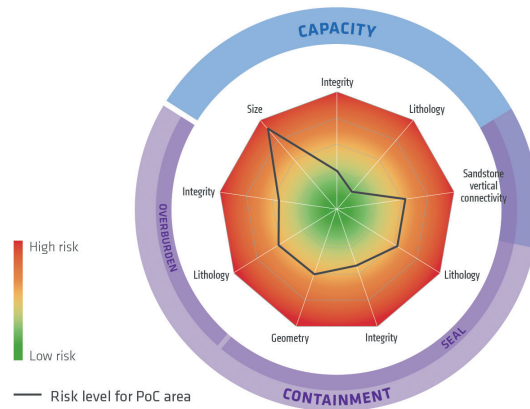 CAPACITY
Integrity
Size
Lithology
Integrity
Sandstone
vertical
connectivity
OVERBURDEN
High risk
Lithology
Lithology
Geometry
Integrity
SEAL
Low risk
CONTAINMENT
Risk level for PoC area